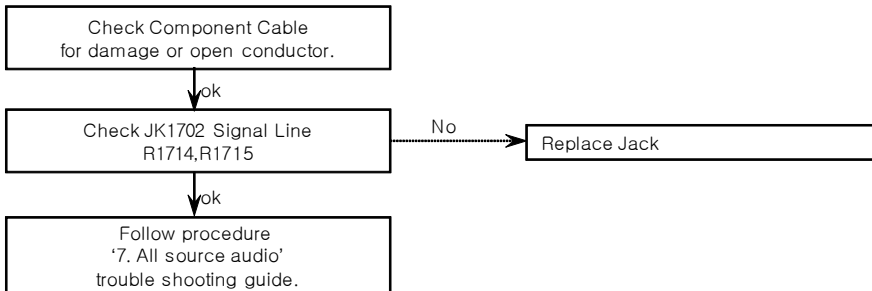 Check Component Cable
for damage or open conductor.
ok
Check JK1702 Signal Line
R1714,R1715
No
Replace Jack
ok
Follow procedure
‘7. All source audio’
trouble shooting guide.